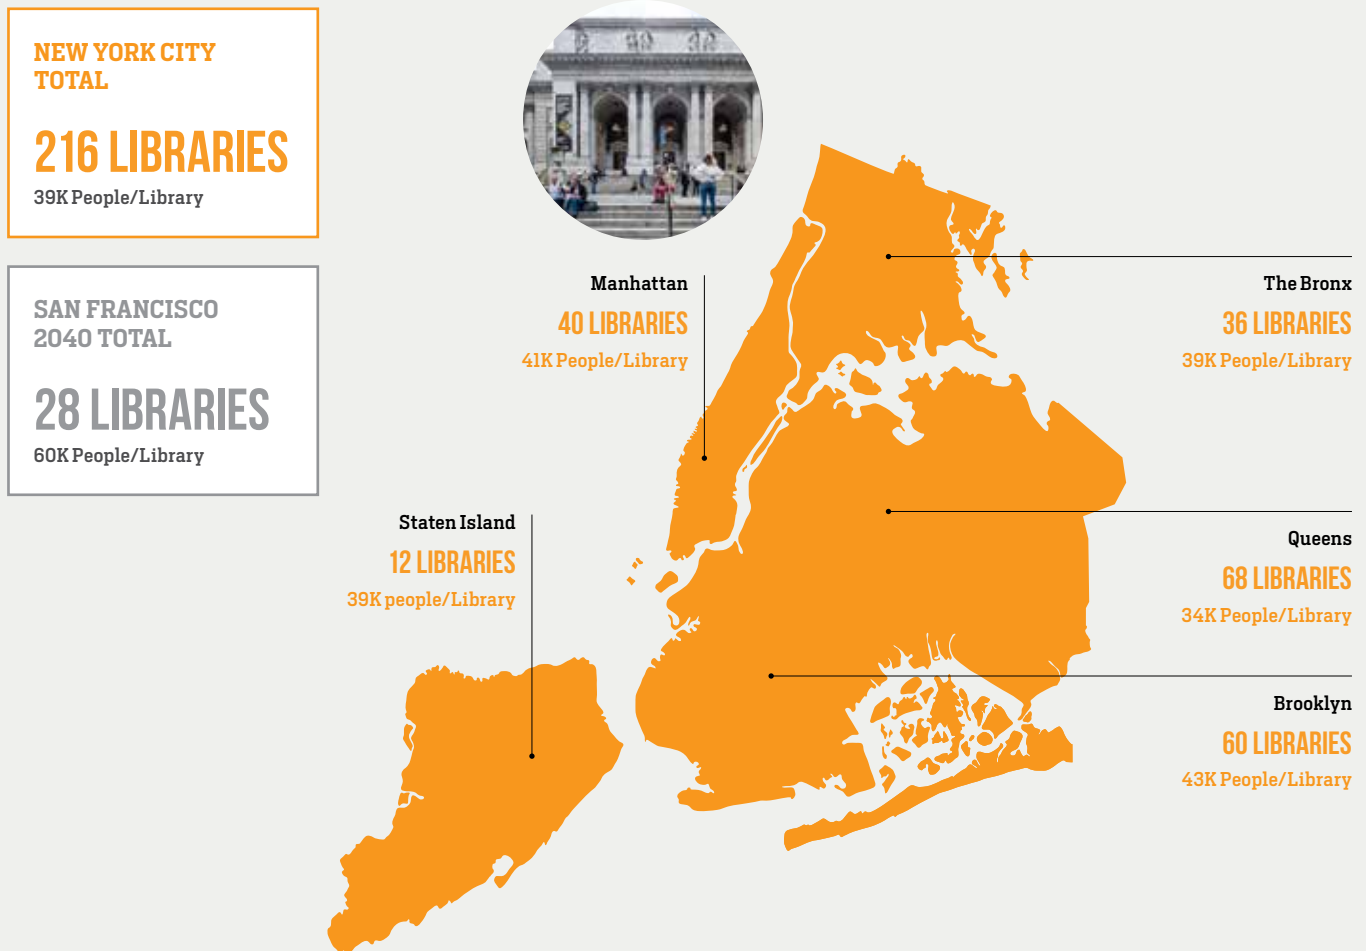 NEW YORK CITY
TOTAL
216 LIBRARIES
39K People/Library
SAN FRANCISCO
2040 TOTAL
28 LIBRARIES
60K People/Library
Manhattan
40 LIBRARIES
41K People/Library
The Bronx
36 LIBRARIES
39K People/Library
Staten Island
12 LIBRARIES
39K people/Library
Queens
68 LIBRARIES
34K People/Library
Brooklyn
60 LIBRARIES
43K People/Library